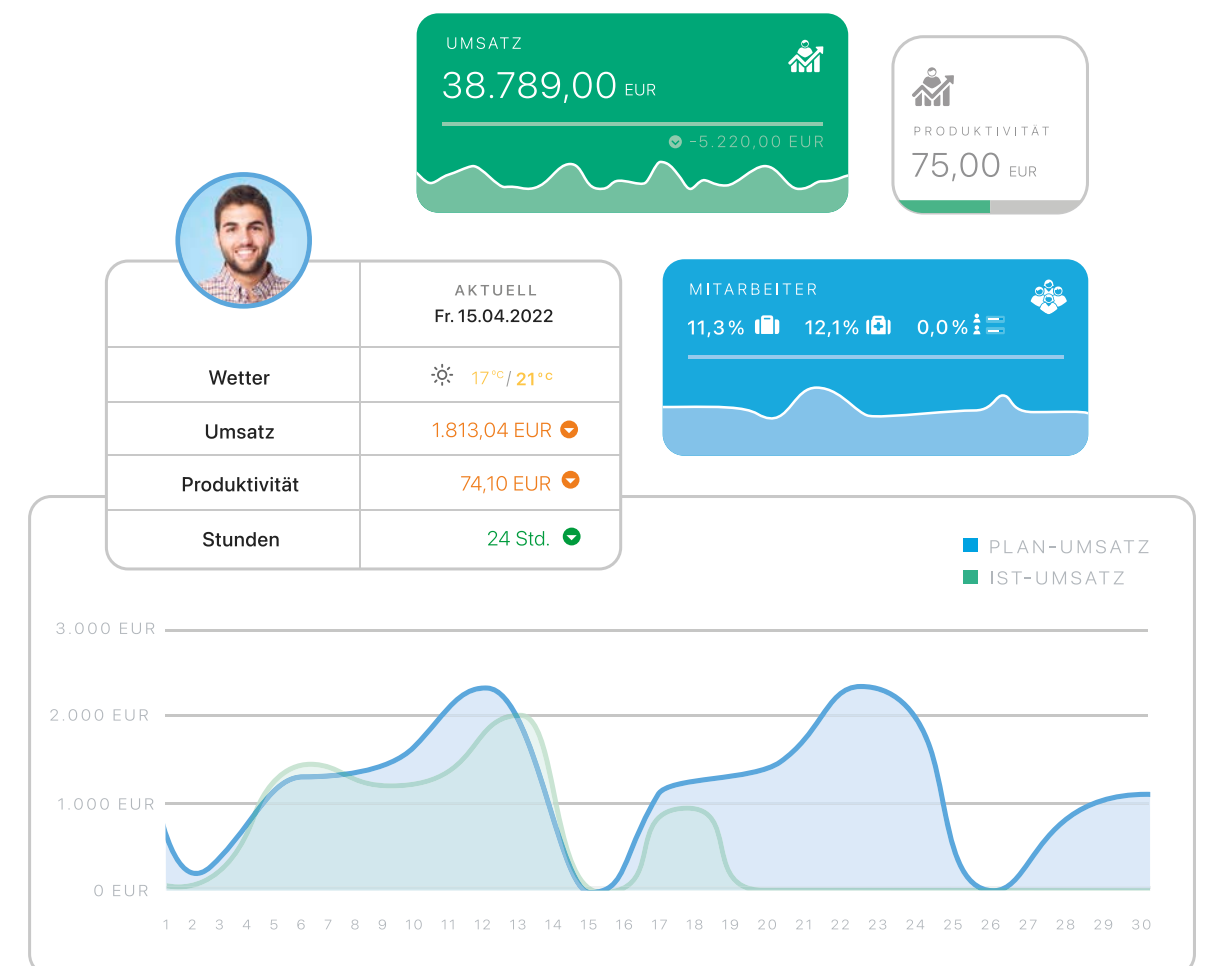 UMSATZ
38.789,00 EUR
-5.220,00 EUR
PRODUKTIVITÄT
75,00 EUR
MITARBEITER
11,3% 12,1% 0,0%
AKTUELL
Fr. 15.04.2022
Wetter 17°C/ 21°C
Umsatz 1.813,04 EUR
Produktivität 74,10 EUR
Stunden 24 Std.
PLAN-UMSATZ
IST-UMSATZ
3.000 EUR
2.000 EUR
1.000 EUR
0 EUR
1 2 3 4 5 6 7 8 9 10 11 12 13 14 15 16 17 18 19 20 21 22 23 24 25 26 27 28 29 30